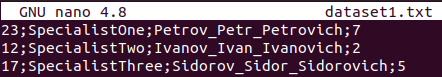 GNU nano 4.8 dataset1.txt
23;SpecialistOne;Petrov_Petr_Petrovich;7
12;SpecialistTwo;Ivanov_Ivan_Ivanovich;2
17;SpecialistThree;Sidorov_Sidor_Sidorovich;5